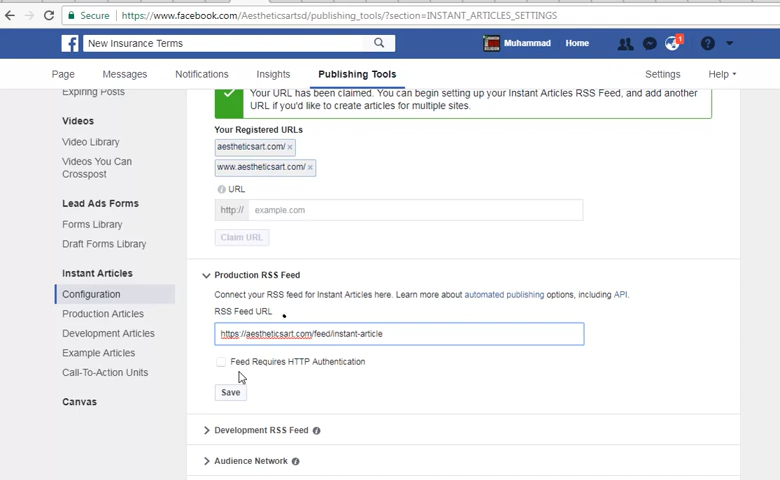 Secure https://www.facebook.com/Aestheticsartsd/publishing_tools/?section=INSTANT_ARTICLES_SETTINGS
New Insurance Terms
Muhammad Home 1
Page Messages Notifications Insights Publishing Tools Settings Help
Expiring Posts
Videos
Video Library
Videos You Can
Crosspost
Lead Ads Forms
Forms Library
Draft Forms Library
Instant Articles
Configuration
Production Articles
Development Articles
Example Articles
Call-To-Action Units
Canvas
Your URL has been claimed. You can begin setting up your Instant Articles RSS Feed, and add another
URL if you'd like to create articles for multiple sites.
Your Registered URLs
aestheticsart.com/ ×
www.aestheticsart.com/ ×
URL
http:// example.com
Claim URL
Production RSS Feed
Connect your RSS feed for Instant Articles here. Learn more about automated publishing options, including API.
RSS Feed URL
https://aestheticsart.com/feed/instant-article
Feed Requires HTTP Authentication
Save
Development RSS Feed
Audience Network